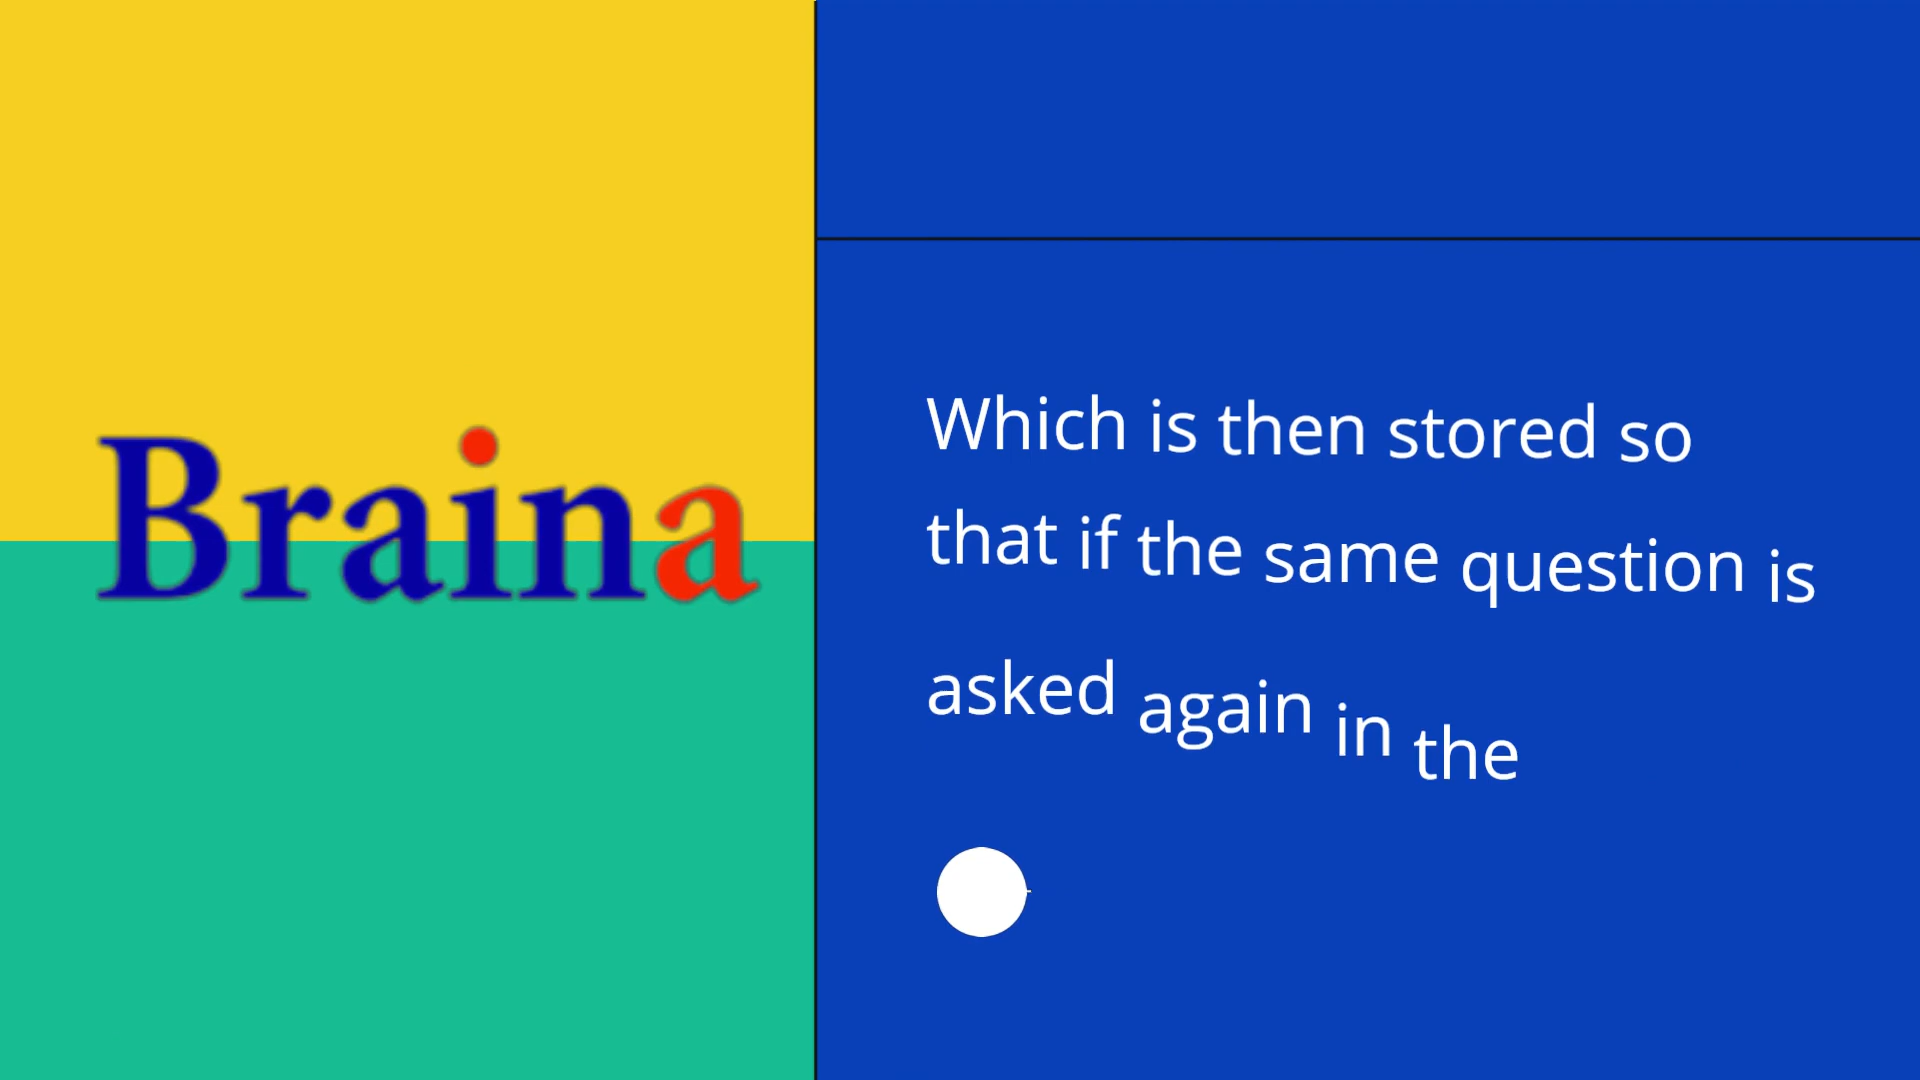 Braina
Which is then stored so
that if the same question is
asked again in the